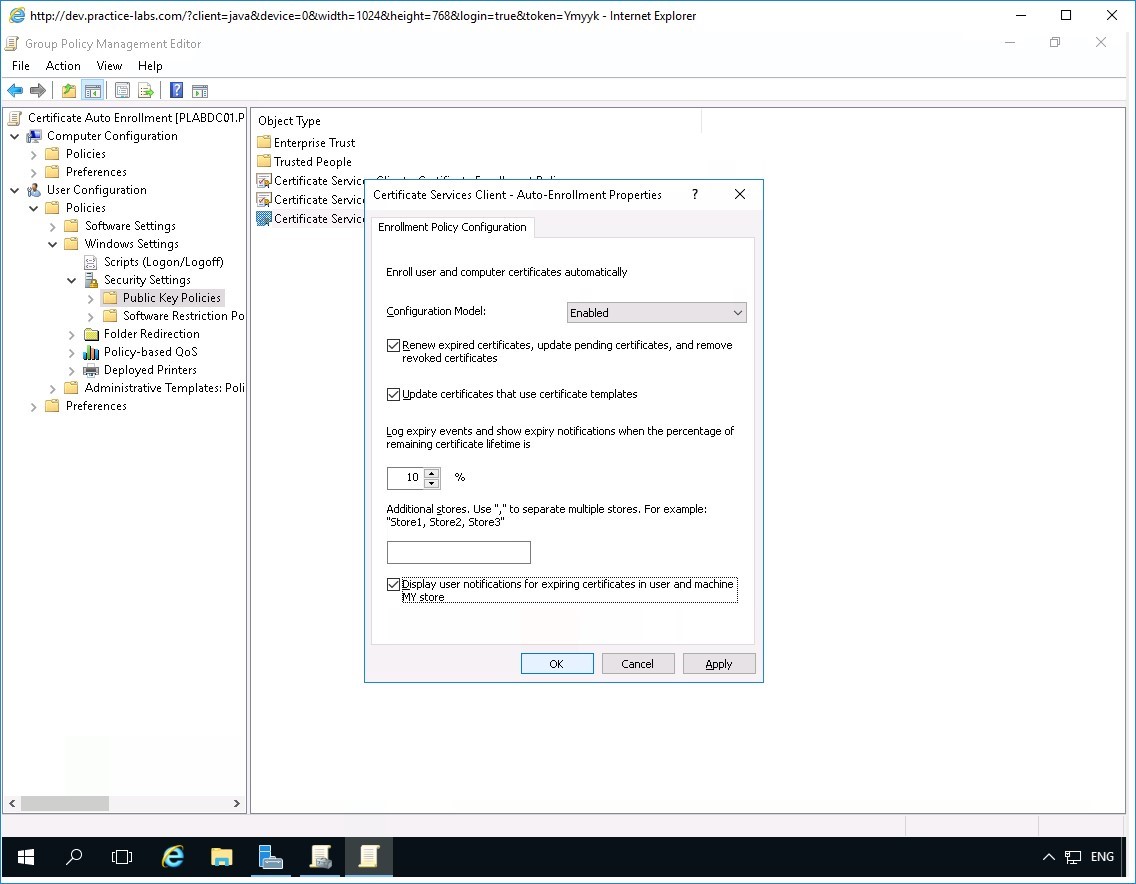 http://dev.practice-labs.com/?client=java&device=0&width=1024&height=768&login=true&token=Ymyyk - Internet Explorer
Group Policy Management Editor
File Action View Help
Certificate Auto Enrollment [PLABDC01.P
Computer Configuration
Policies
Preferences
User Configuration
Policies
Software Settings
Windows Settings
Scripts (Logon/Logoff)
Security Settings
Public Key Policies
Software Restriction Po
Folder Redirection
Policy-based QoS
Deployed Printers
Administrative Templates: Poli
Preferences
Object Type
Enterprise Trust
Trusted People
Certificate Services Client - Certificate Enrollment Poli
Certificate Service
Certificate Service
Certificate Services Client - Auto-Enrollment Properties ?
Enrollment Policy Configuration
Enroll user and computer certificates automatically
Configuration Model: Enabled
Renew expired certificates, update pending certificates, and remove
revoked certificates
Update certificates that use certificate templates
Log expiry events and show expiry notifications when the percentage of
remaining certificate lifetime is
10 %
Additional stores. Use "," to separate multiple stores. For example:
"Store1, Store2, Store3"
Display user notifications for expiring certificates in user and machine
MY store
OK Cancel Apply
ENG